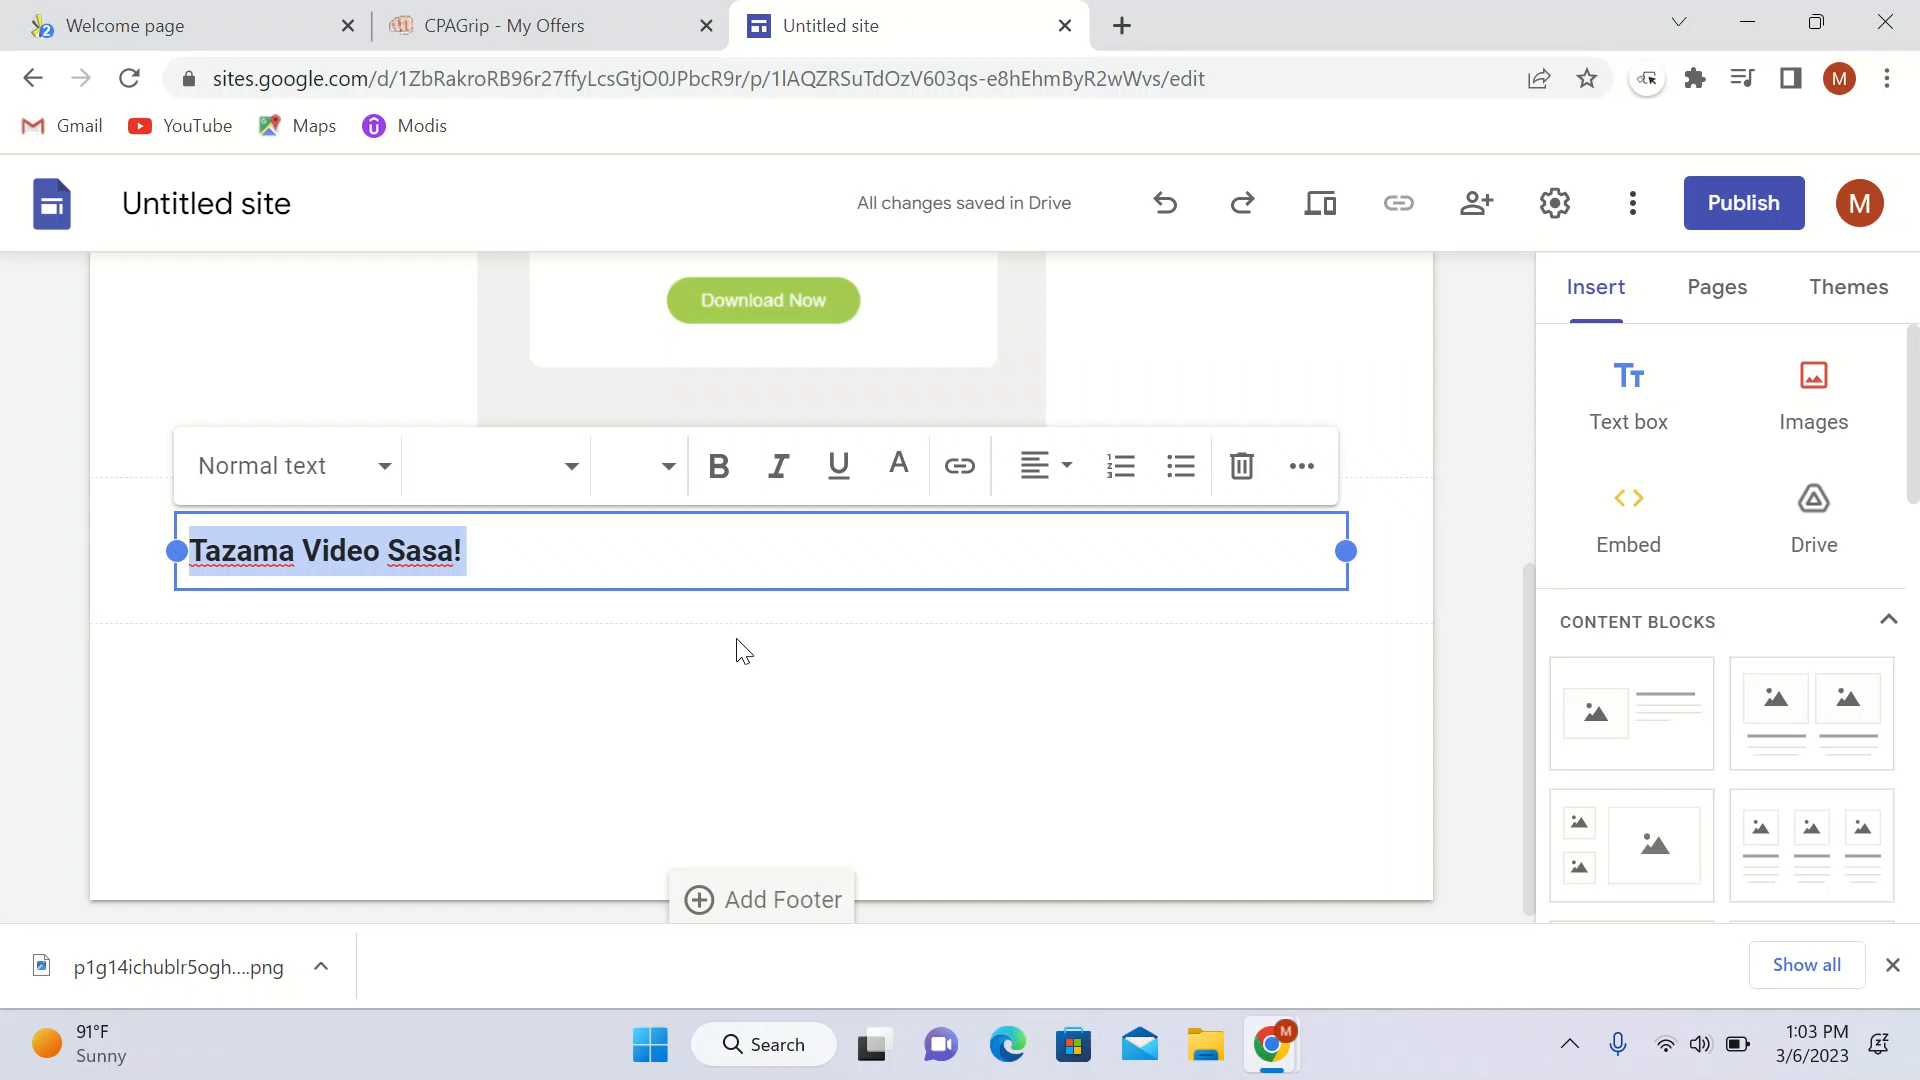 Welcome page
CPAGrip - My Offers
Untitled site
sites.google.com/d/1ZbRakroRB96r27ffyLcsGtjO0JPbcR9r/p/1lAQZRSuTdOzV603qs-e8hEhmByR2wWvs/edit
M
Gmail
YouTube
Maps
Modis
Untitled site
All changes saved in Drive
Publish
M
Insert
Pages
Themes
Download Now
Text box
Images
Normal text
B I U A
Embed
Drive
Tazama Video Sasa!
CONTENT BLOCKS
Add Footer
p1g14ichublr5ogh....png
Show all
91°F
Sunny
Search
M
1:03 PM
3/6/2023